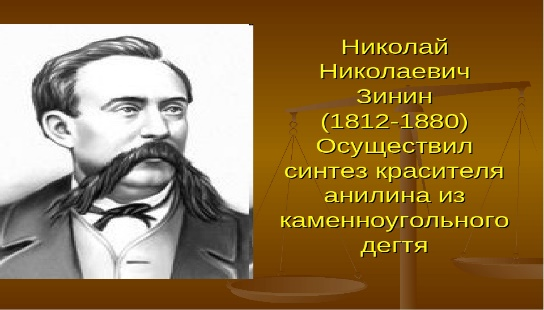 Николай
Николаевич
Зинин
(1812-1880)
Осуществил
синтез красителя
анилина из
каменноугольного
дегтя